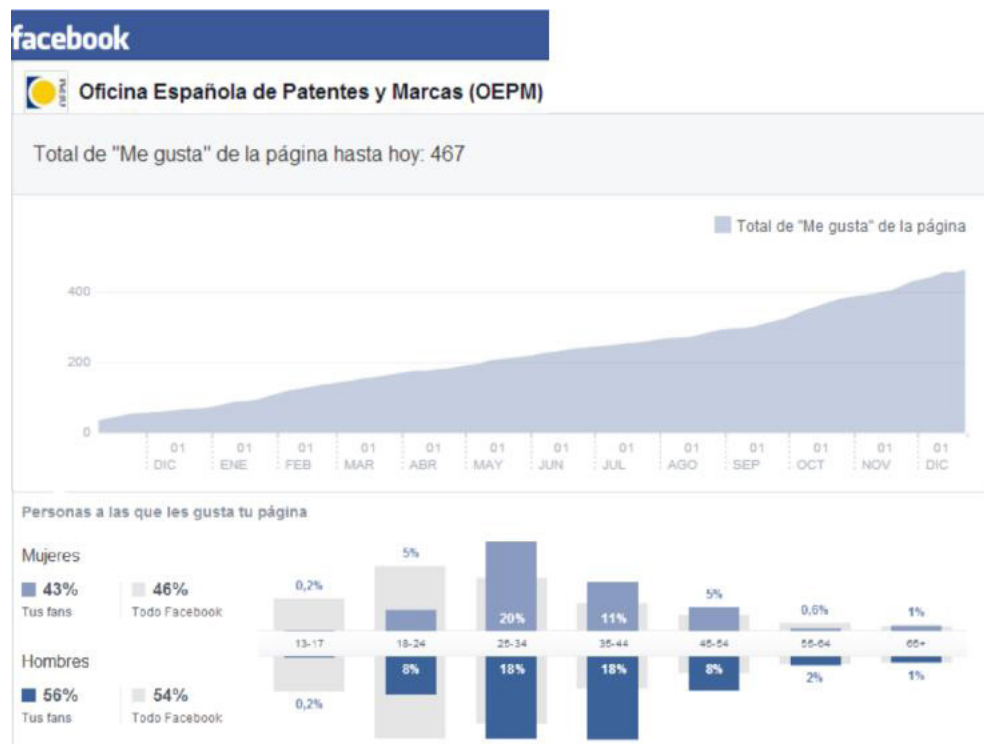 facebook
OEPM
Oficina Española de Patentes y Marcas (OEPM)
Total de "Me gusta" de la página hasta hoy: 467
Total de "Me gusta" de la página
400
200
0
01 01 01 01 01 01 01 01 01 01 01 01 01
DIC ENE FEB MAR ABR MAY JUN JUL AGO SEP OCT NOV DIC
Personas a las que les gusta tu página
Mujeres
43% 46%
Tus fans Todo Facebook
0,2% 5% 20% 11% 5% 0,6% 1%
13-17 18-24 25-34 35-44 45-54 55-64 65+
Hombres
56% 54%
Tus fans Todo Facebook
0,2% 8% 18% 18% 8% 2% 1%